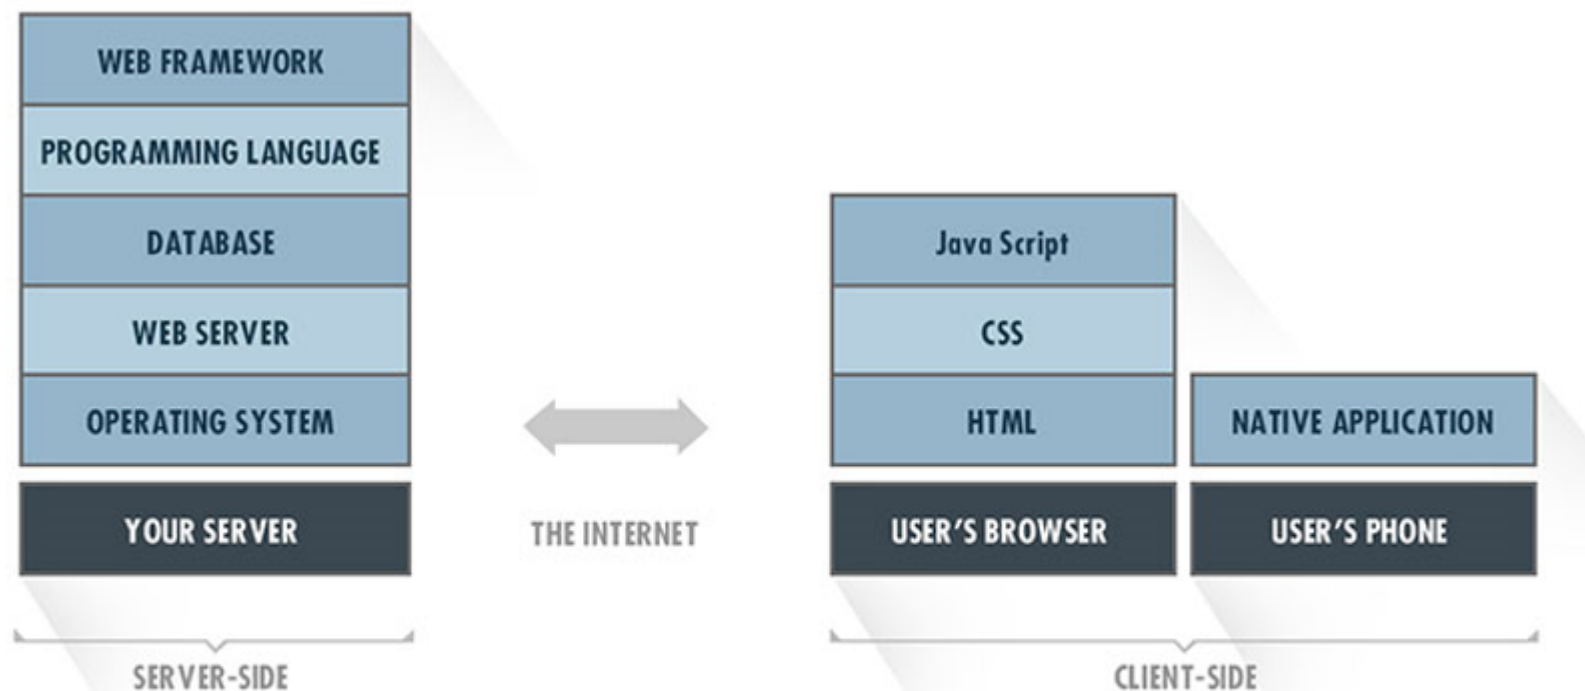 WEB FRAMEWORK
PROGRAMMING LANGUAGE
DATABASE
WEB SERVER
OPERATING SYSTEM
YOUR SERVER
SERVER-SIDE
THE INTERNET
Java Script
CSS
HTML
USER'S BROWSER
NATIVE APPLICATION
USER'S PHONE
CLIENT-SIDE